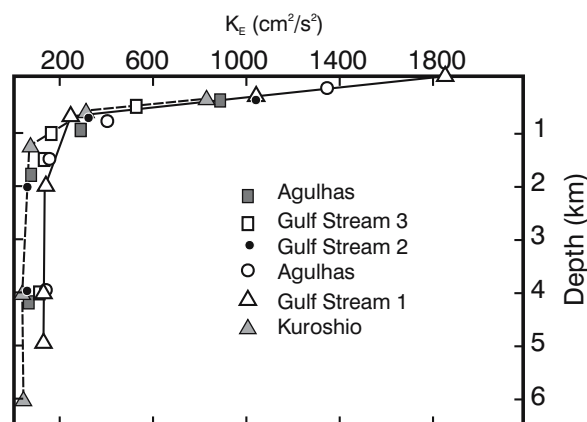 K_E (cm²/s²)
200 600 1000 1400 1800
1
2
3
4
5
6
Depth (km)
Agulhas
Gulf Stream 3
Gulf Stream 2
Agulhas
Gulf Stream 1
Kuroshio